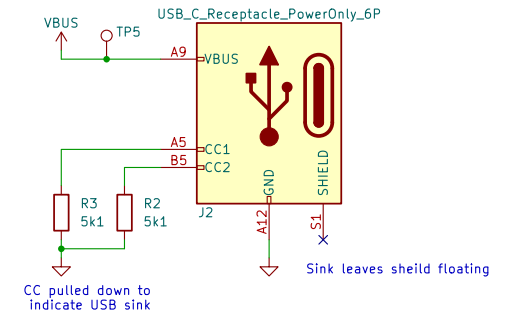 USB_C_Receptacle_PowerOnly_6P
VBUS
TP5
A9
VBUS
A5
CC1
B5
CC2
GND
SHIELD
R3
5k1
R2
5k1
J2
A12
S1
Sink leaves sheild floating
CC pulled down to
indicate USB sink